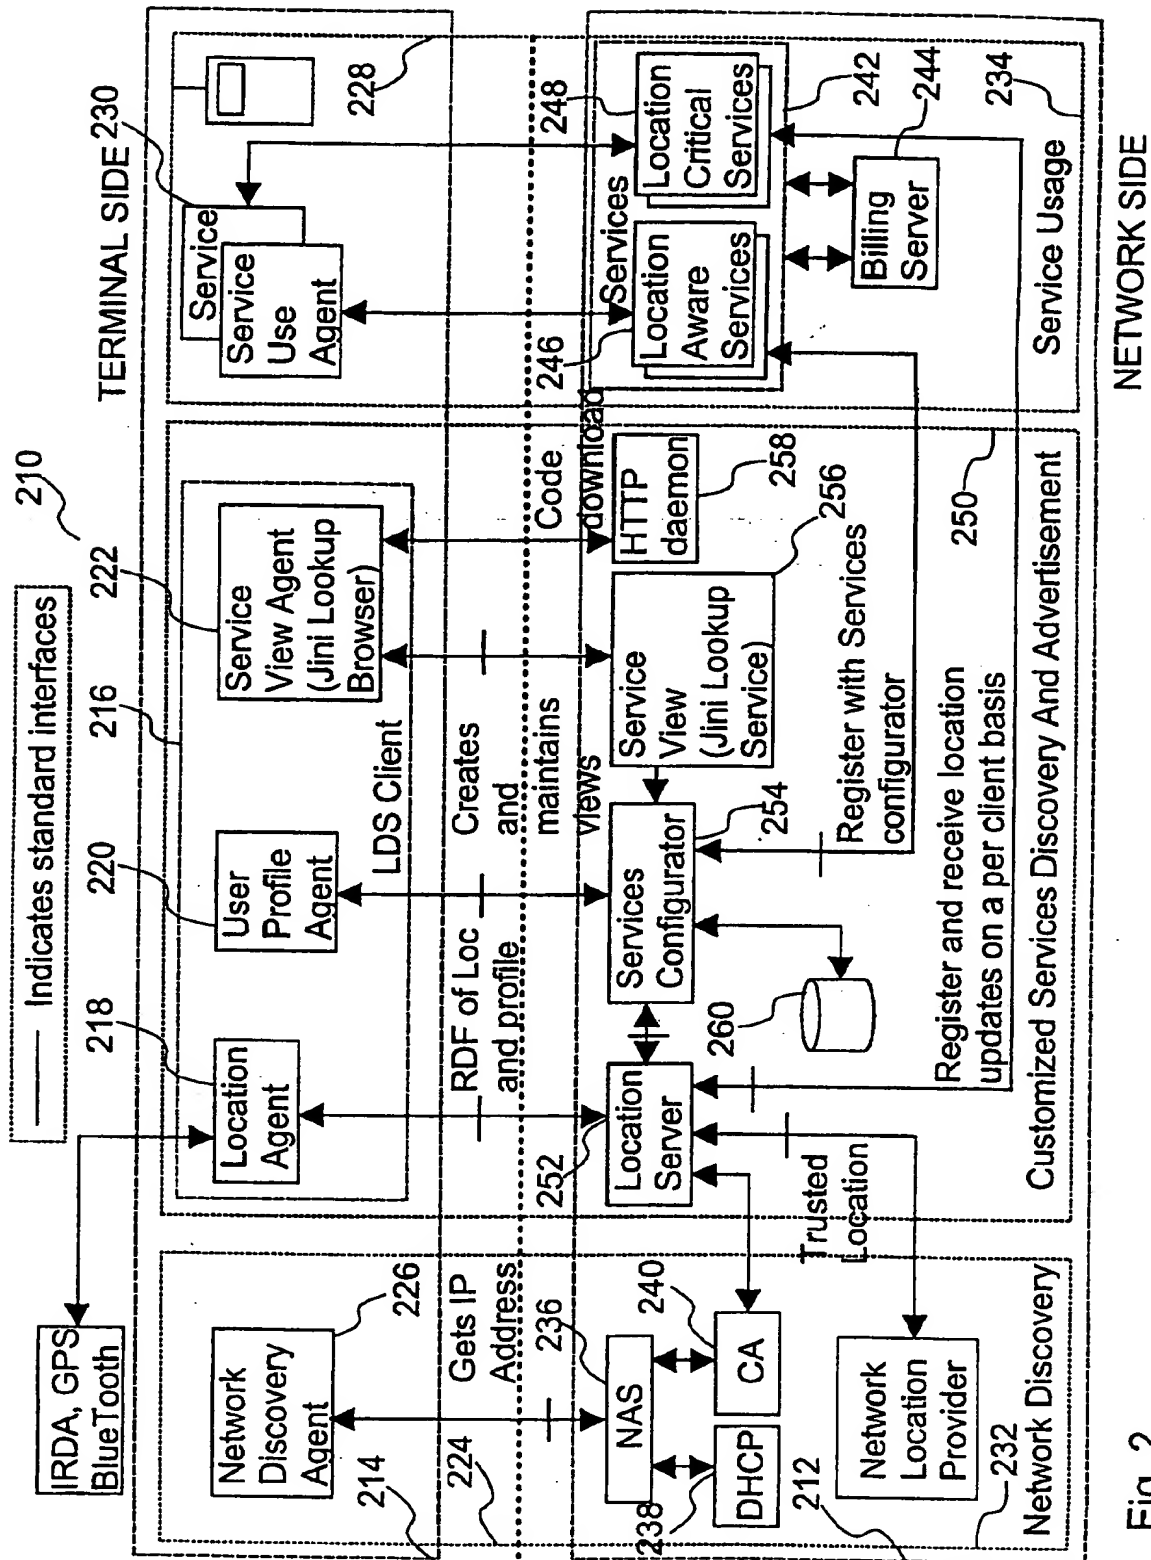 Indicates standard interfaces
210
TERMINAL SIDE
IRDA, GPS
BlueTooth
216
218
220
222
230
Location
Agent
User
Profile
Agent
Service
View Agent
(Jini Lookup
Browser)
LDS Client
Service
Service
Use
Agent
228
Network
Discovery
Agent
226
214
224
Gets IP
Address
RDF of Loc
and profile
Creates
and
maintains
views
Code
download
236
NAS
238
DHCP
240
CA
212
Network
Location
Provider
232
Network Discovery
252
Location
Server
Trusted
Location
Services
Configurator
254
260
Service
View
(Jini Lookup
Service)
256
HTTP
daemon
258
Register with Services
configurator
Register and receive location
updates on a per client basis
250
Customized Services Discovery And Advertisement
246
Services
248
Location
Aware
Services
Location
Critical
Services
242
244
Billing
Server
234
Service Usage
NETWORK SIDE
Fig. 2